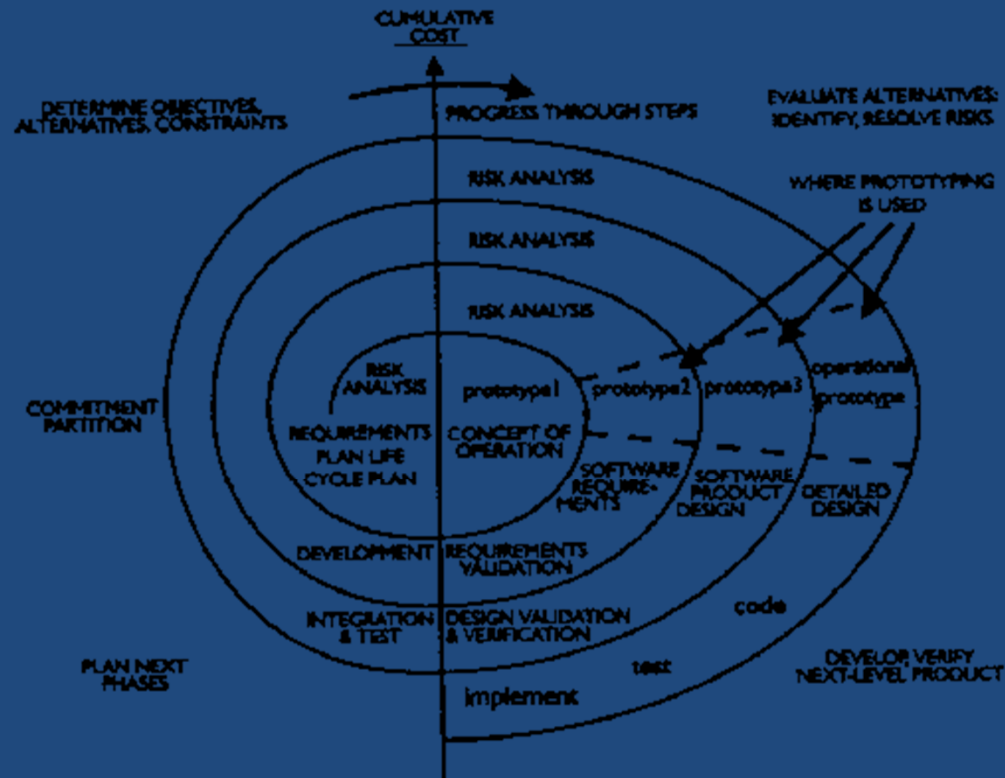 CUMULATIVE
COST
DETERMINE OBJECTIVES,
ALTERNATIVES, CONSTRAINTS
PROGRESS THROUGH STEPS
EVALUATE ALTERNATIVES;
IDENTIFY, RESOLVE RISKS
WHERE PROTOTYPING
IS USED
RISK ANALYSIS
RISK ANALYSIS
RISK ANALYSIS
RISK
ANALYSIS
prototype1
prototype2
prototype3
operational
prototype
COMMITMENT
PARTITION
REQUIREMENTS
PLAN LIFE
CYCLE PLAN
CONCEPT OF
OPERATION
SOFTWARE
REQUIRE-
MENTS
SOFTWARE
PRODUCT
DESIGN
DETAILED
DESIGN
DEVELOPMENT
REQUIREMENTS
VALIDATION
INTEGRATION
& TEST
DESIGN VALIDATION
& VERIFICATION
code
test
implement
PLAN NEXT
PHASES
DEVELOP, VERIFY
NEXT-LEVEL PRODUCT